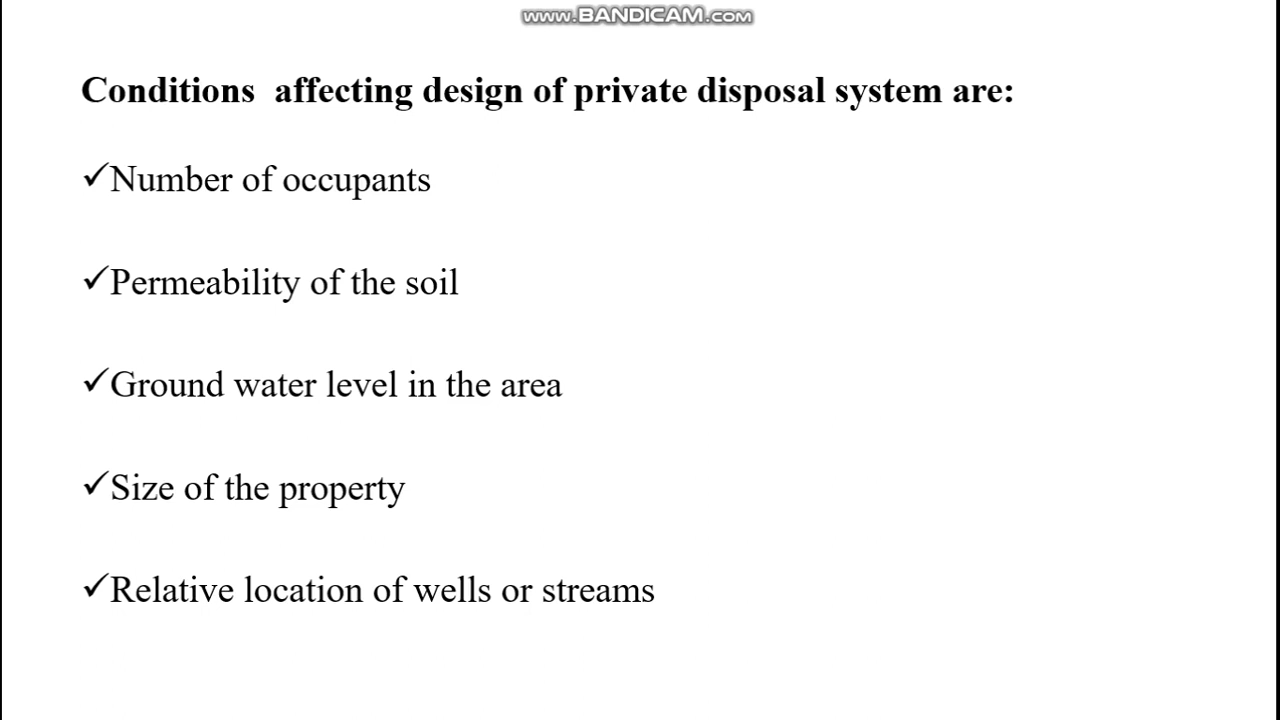 www.BANDICAM.com
Conditions affecting design of private disposal system are:
✓Number of occupants
✓Permeability of the soil
✓Ground water level in the area
✓Size of the property
✓Relative location of wells or streams